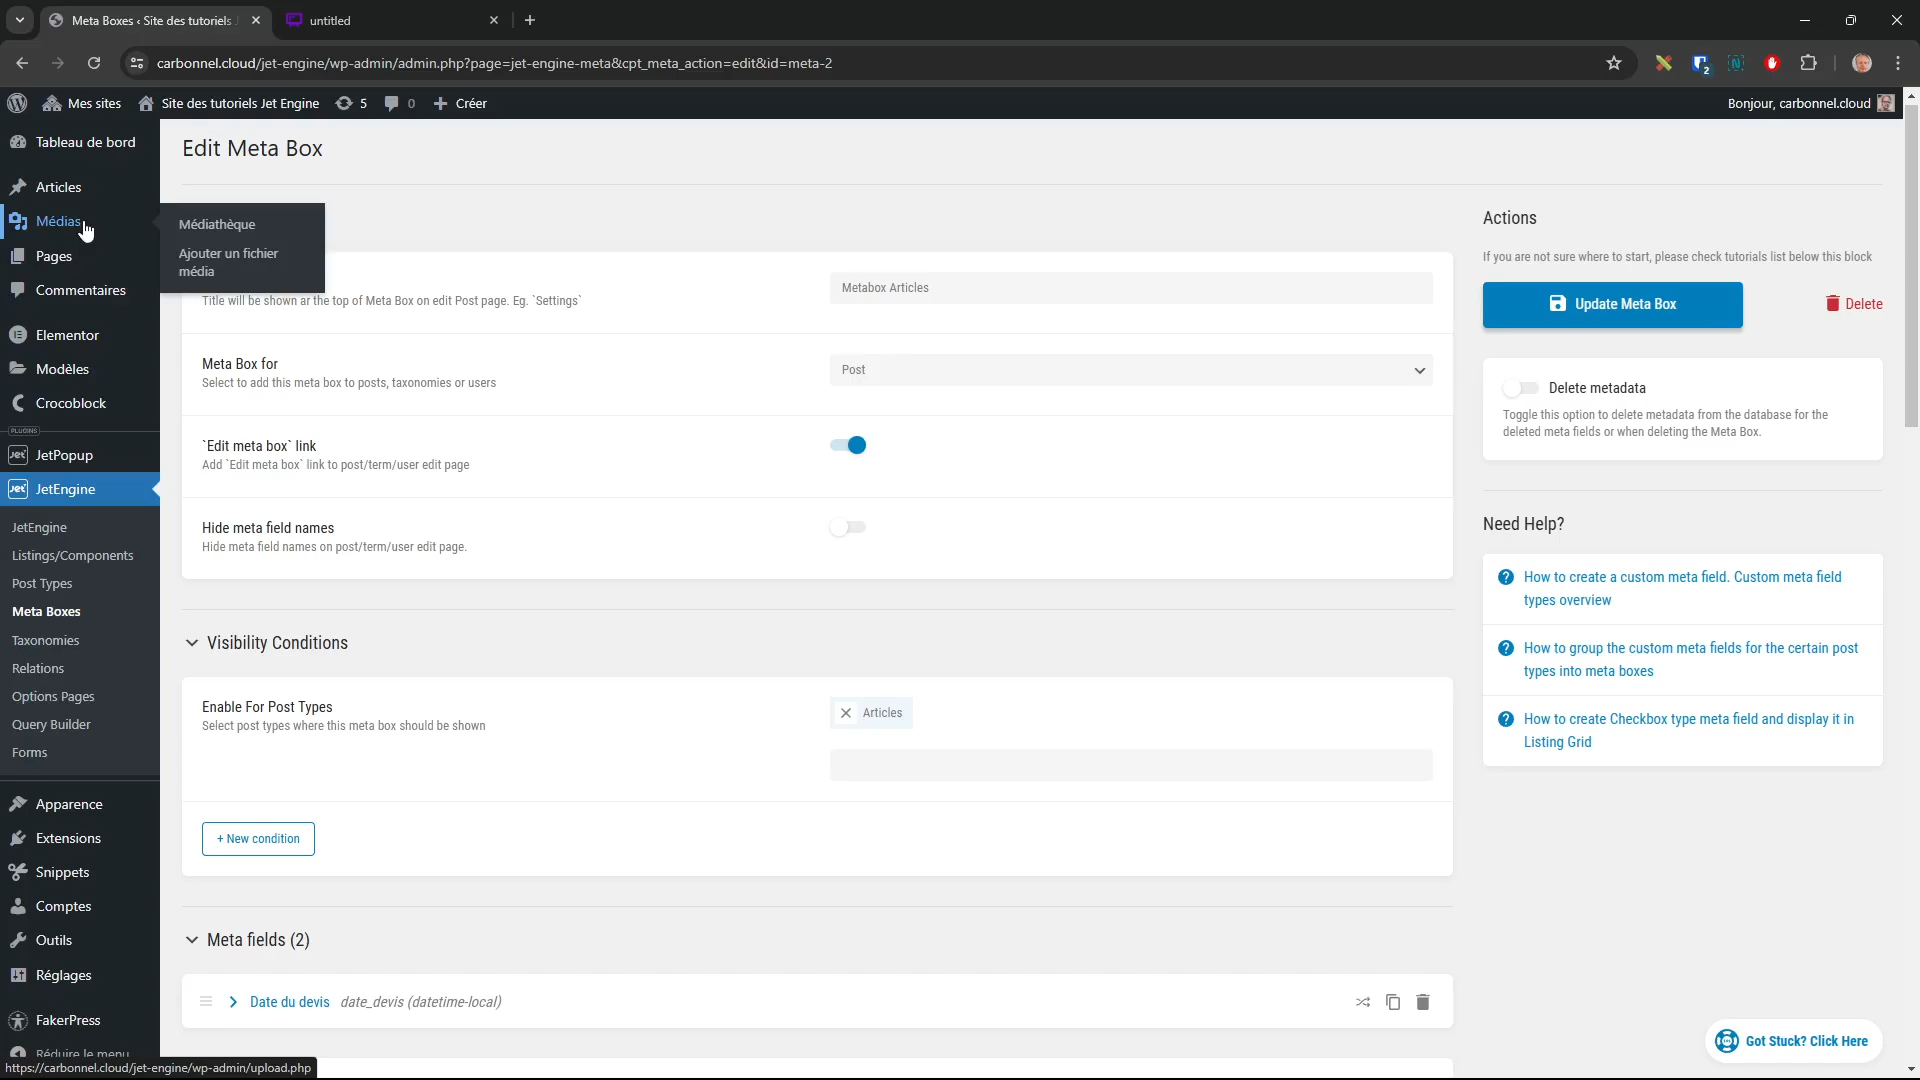 Meta Boxes ‹ Site des tutoriels
untitled
carbonnel.cloud/jet-engine/wp-admin/admin.php?page=jet-engine-meta&cpt_meta_action=edit&id=meta-2
2
Mes sites
Site des tutoriels Jet Engine
5
0
Créer
Bonjour, carbonnel.cloud
Tableau de bord
Articles
Médias
Pages
Commentaires
Elementor
Modèles
Crocoblock
PLUGINS
Jet JetPopup
Jet JetEngine
JetEngine
Listings/Components
Post Types
Meta Boxes
Taxonomies
Relations
Options Pages
Query Builder
Forms
Apparence
Extensions
Snippets
Comptes
Outils
Réglages
FakerPress
Réduire le menu
https://carbonnel.cloud/jet-engine/wp-admin/upload.php
Médiathèque
Ajouter un fichier
média
Edit Meta Box
Title will be shown ar the top of Meta Box on edit Post page. Eg. `Settings`
Metabox Articles
Meta Box for
Select to add this meta box to posts, taxonomies or users
Post
`Edit meta box` link
Add `Edit meta box` link to post/term/user edit page
Hide meta field names
Hide meta field names on post/term/user edit page.
Visibility Conditions
Enable For Post Types
Select post types where this meta box should be shown
Articles
+ New condition
Meta fields (2)
Date du devis date_devis (datetime-local)
Actions
If you are not sure where to start, please check tutorials list below this block
Update Meta Box
Delete
Delete metadata
Toggle this option to delete metadata from the database for the
deleted meta fields or when deleting the Meta Box.
Need Help?
How to create a custom meta field. Custom meta field
types overview
How to group the custom meta fields for the certain post
types into meta boxes
How to create Checkbox type meta field and display it in
Listing Grid
Got Stuck? Click Here